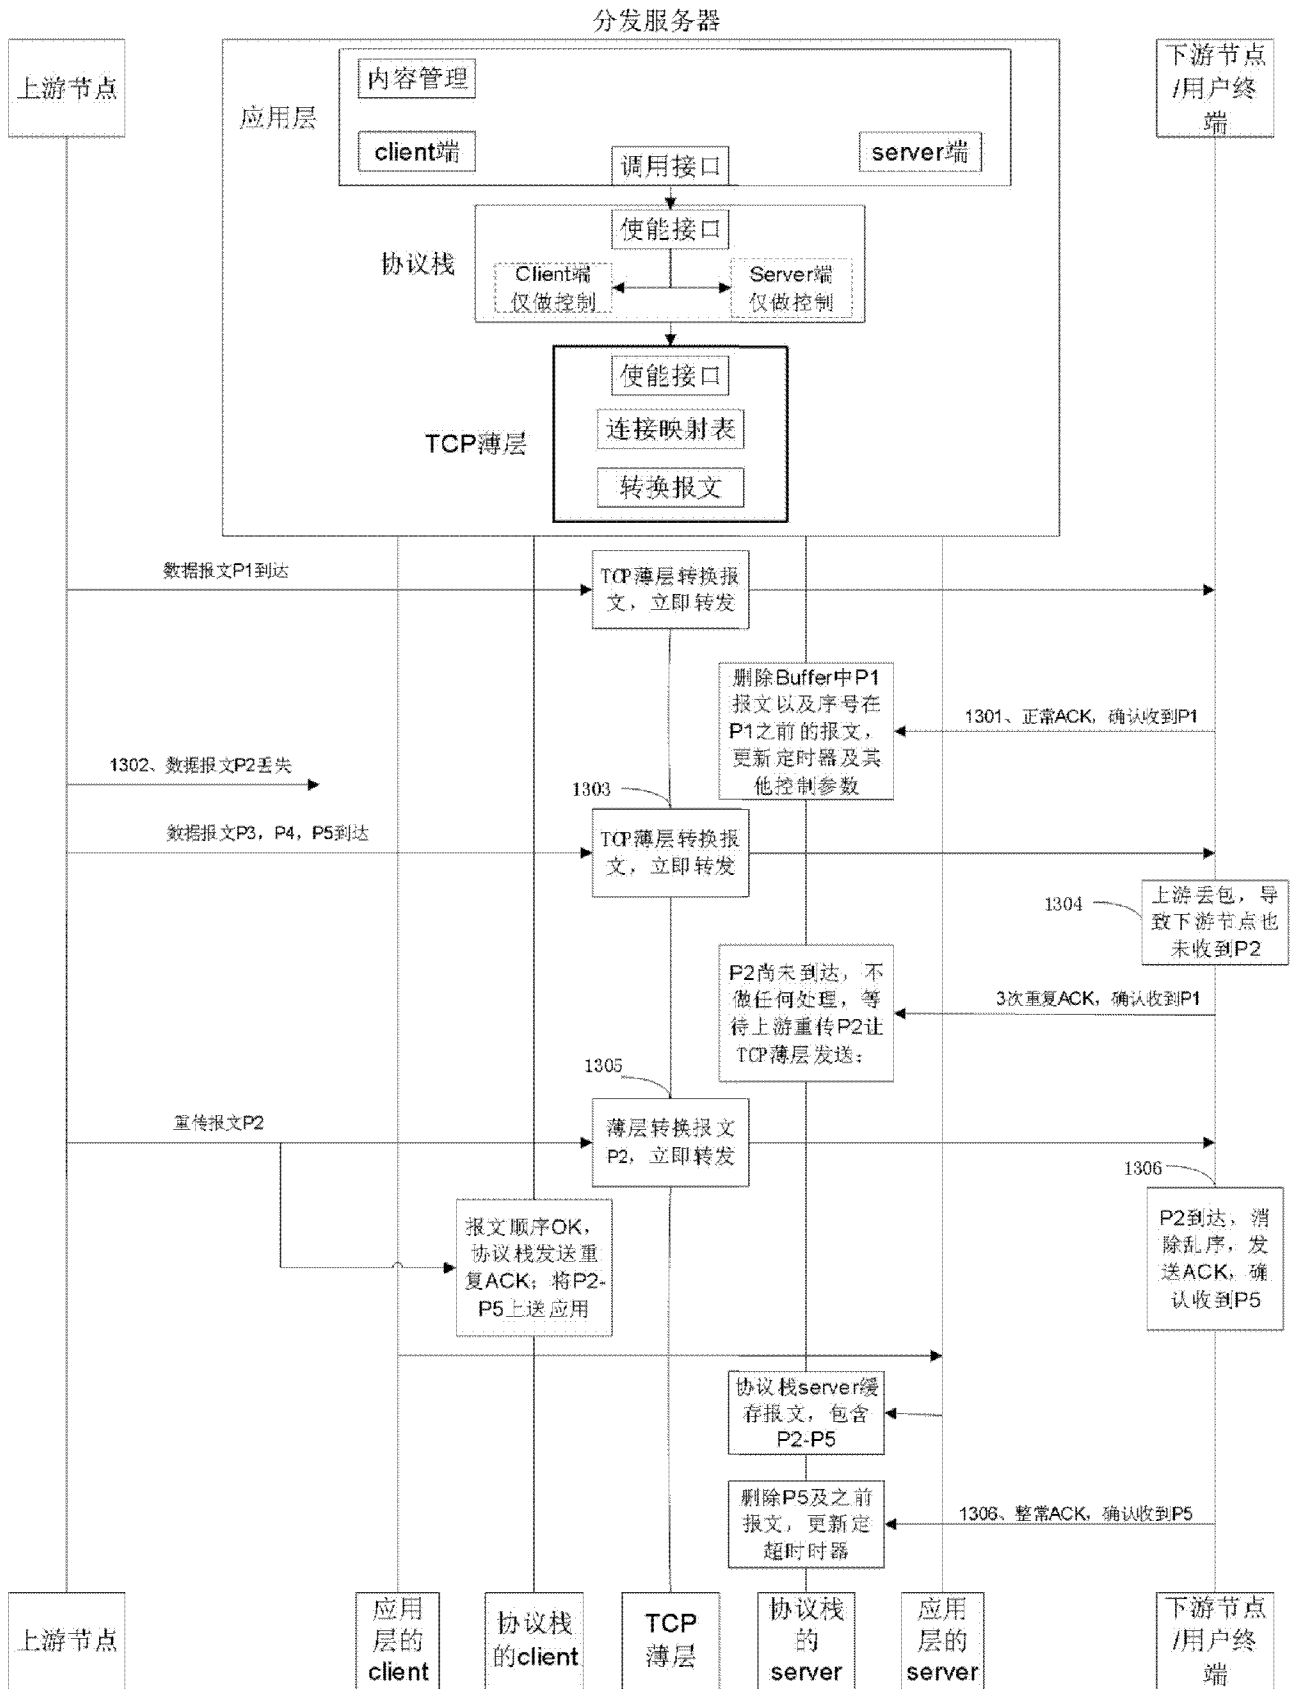 分发服务器
上游节点
下游节点
/用户终
端
应用层
内容管理
client端
server端
调用接口
协议栈
使能接口
Client端
仅做控制
Server端
仅做控制
TCP薄层
使能接口
连接映射表
转换报文
数据报文P1到达
TCP薄层转换报
文，立即转发
删除Buffer中P1
报文以及序号在
P1之前的报文，
更新定时器及其
他控制参数
1301、正常ACK，确认收到P1
1302、数据报文P2丢失
1303
数据报文P3，P4，P5到达
TCP薄层转换报
文，立即转发
1304
上游丢包，导
致下游节点也
未收到P2
P2尚未到达，不
做任何处理，等
待上游重传P2让
TCP薄层发送；
3次重复ACK，确认收到P1
1305
重传报文P2
薄层转换报文
P2，立即转发
1306
P2到达，消
除乱序，发
送ACK，确
认收到P5
报文顺序OK，
协议栈发送重
复ACK；将P2-
P5上送应用
协议栈server缓
存报文，包含
P2-P5
删除P5及之前
报文，更新定
超时时器
1306、整常ACK，确认收到P5
上游节点
应用
层的
client
协议栈
的client
TCP
薄层
协议栈
的
server
应用
层的
server
下游节点
/用户终
端